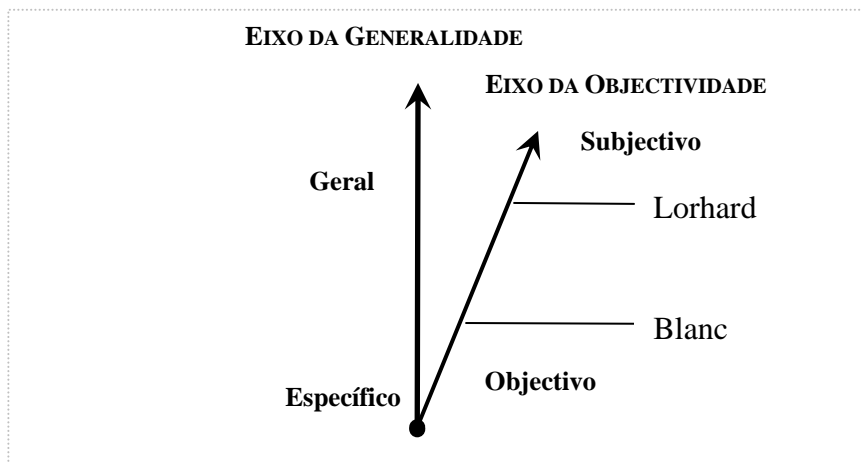 EIXO DA GENERALIDADE
EIXO DA OBJECTIVIDADE
Subjectivo
Geral
Lorhard
Blanc
Objectivo
Específico